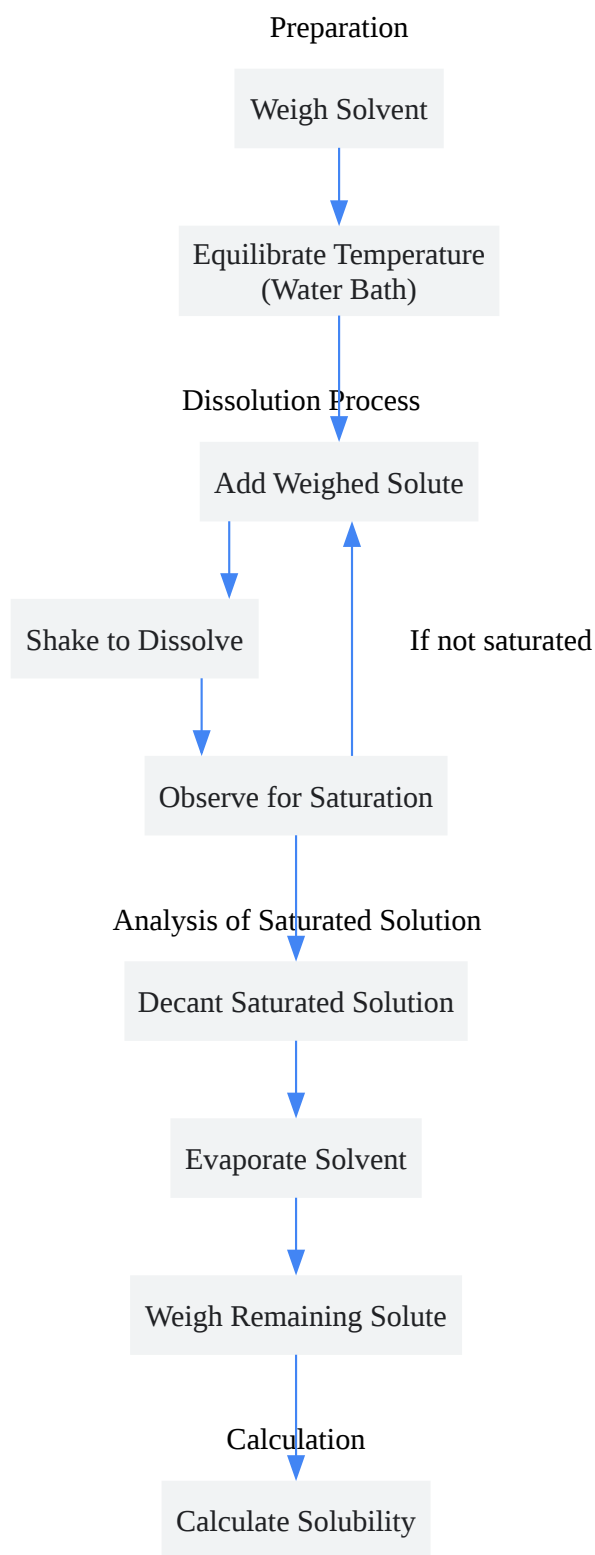 Preparation
Weigh Solvent
Equilibrate Temperature
(Water Bath)
Dissolution Process
Add Weighed Solute
Shake to Dissolve
If not saturated
Observe for Saturation
Analysis of Saturated Solution
Decant Saturated Solution
Evaporate Solvent
Weigh Remaining Solute
Calculation
Calculate Solubility